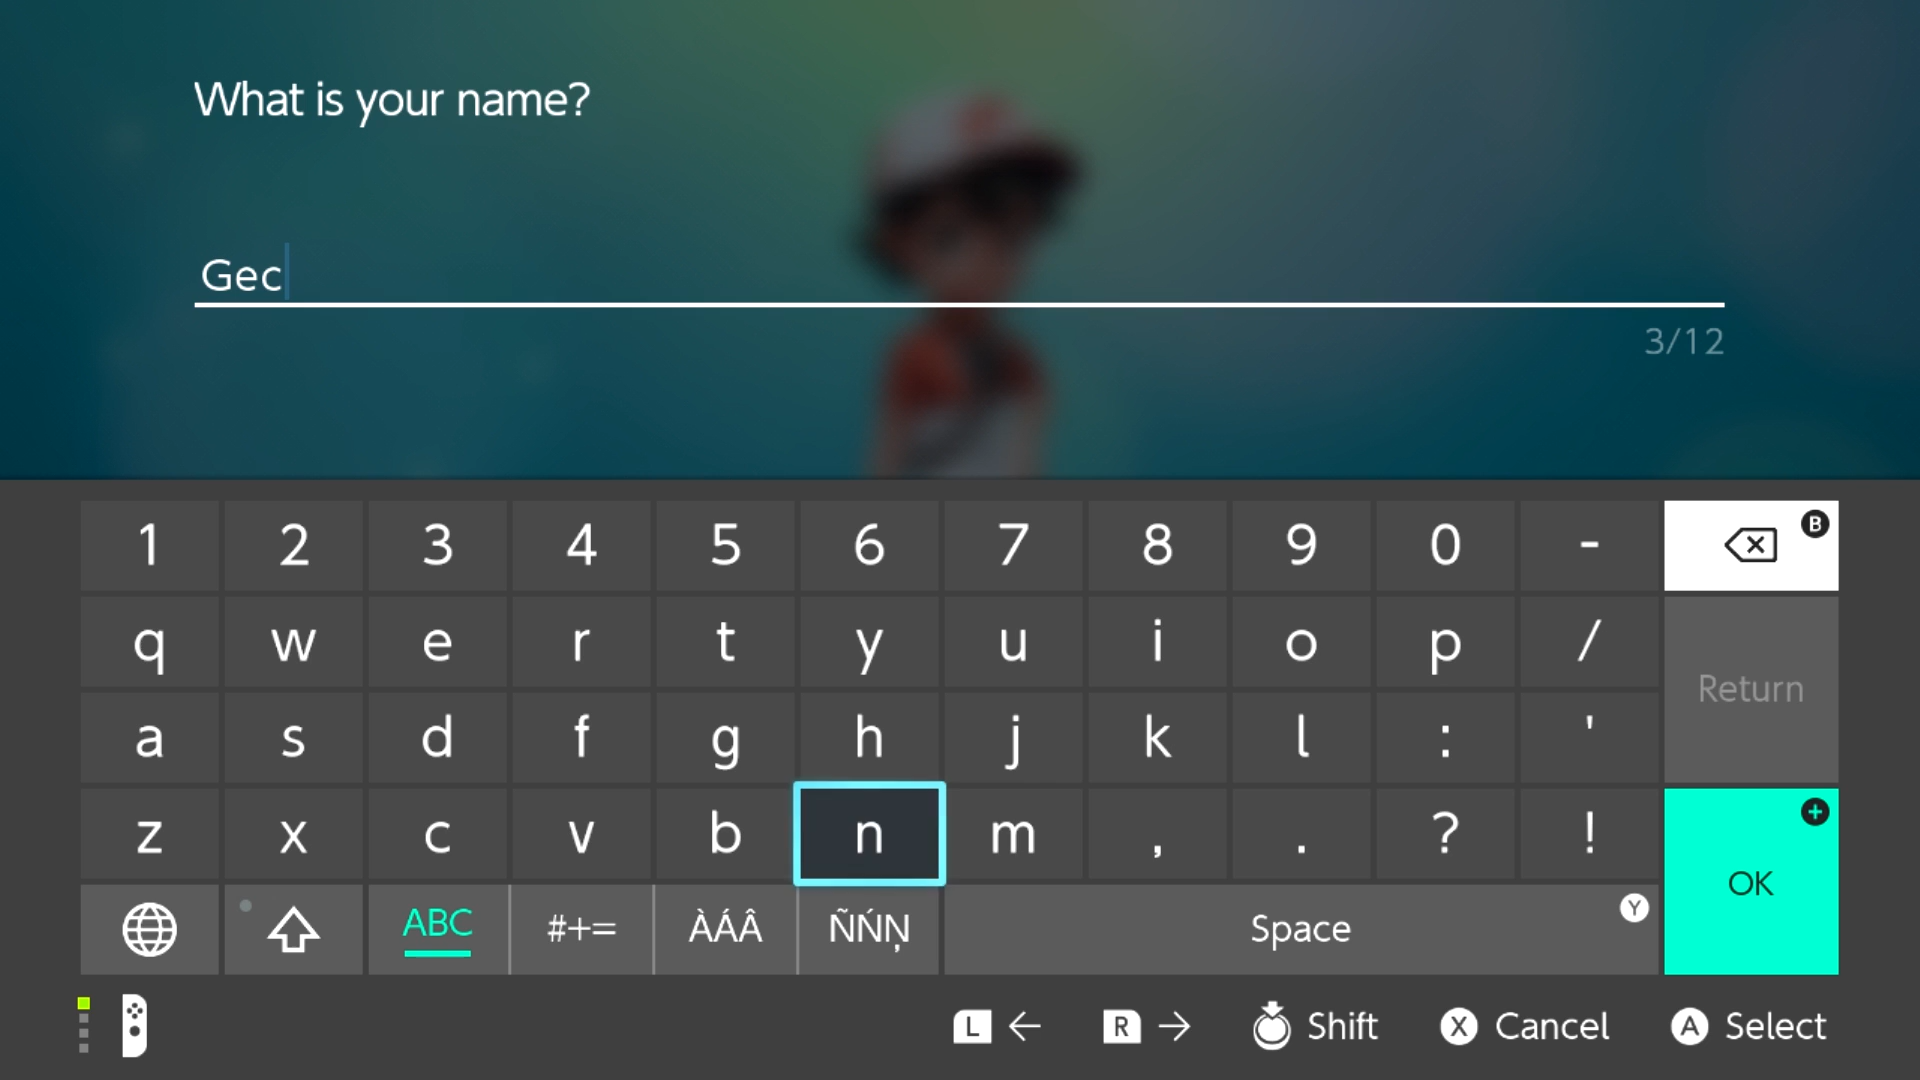 What is your name?
Gec
3/12
1 2 3 4 5 6 7 8 9 0 - B
q w e r t y u i o p /
Return
a s d f g h j k l : '
z x c v b n m , . ? ! +
OK
ABC #+= ÀÁÂ ÑŃŅ Space Y
L ← R → Shift X Cancel A Select